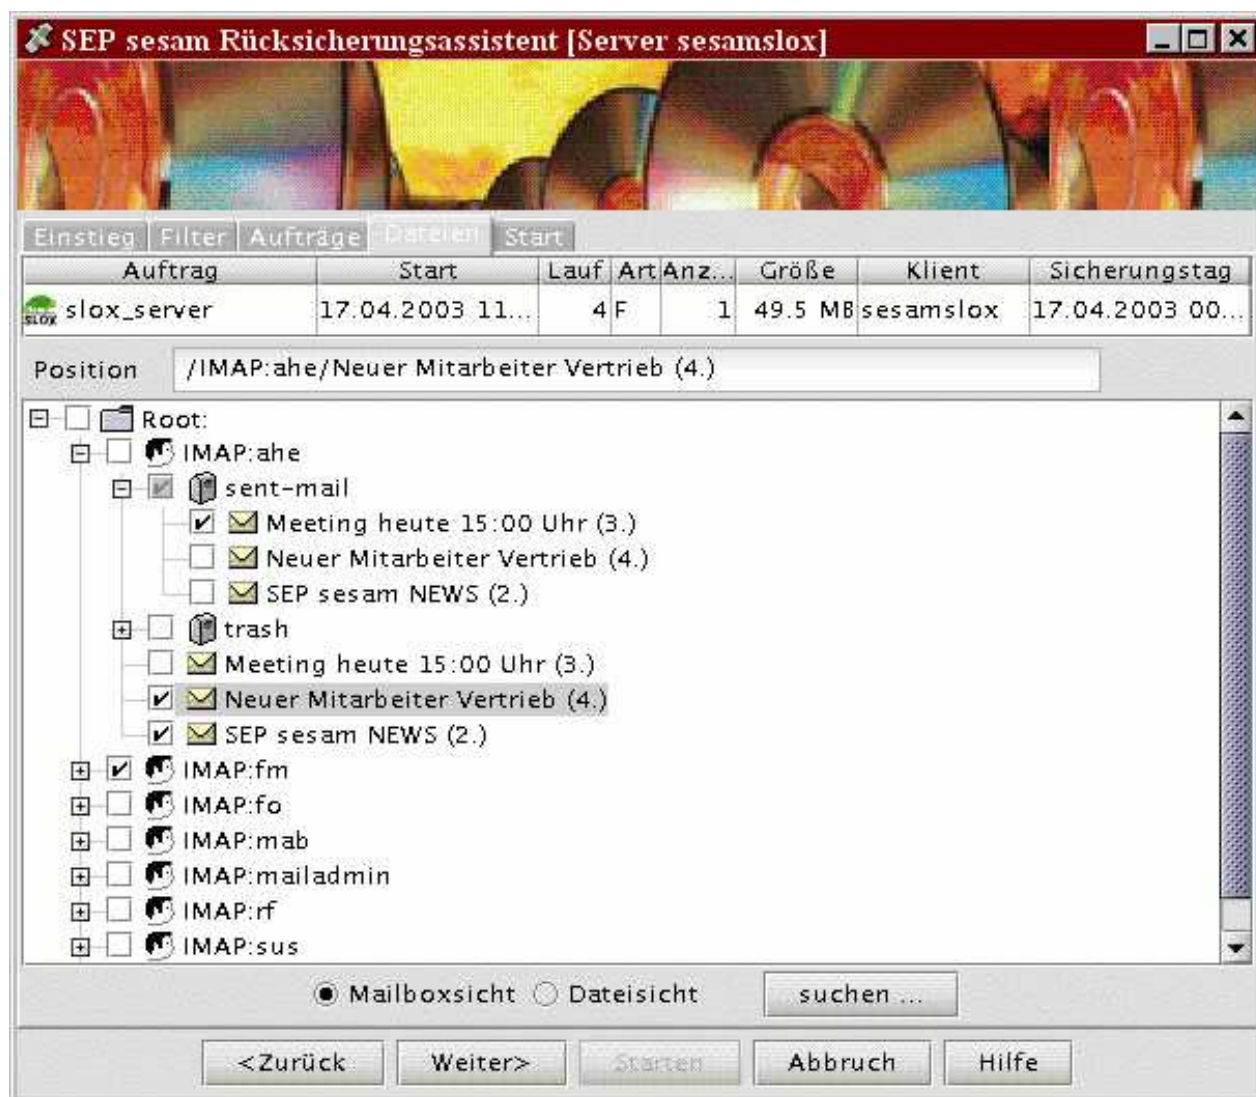 SEP sesam Rücksicherungsassistent [Server sesamslox]
Einstieg Filter Aufträge Dateien Start
Auftrag Start Lauf Art Anz... Größe Klient Sicherungstag
SLOX slox_server 17.04.2003 11... 4 F 1 49.5 MB sesamslox 17.04.2003 00...
Position /IMAP:ahe/Neuer Mitarbeiter Vertrieb (4.)
Root:
IMAP:ahe
sent-mail
Meeting heute 15:00 Uhr (3.)
Neuer Mitarbeiter Vertrieb (4.)
SEP sesam NEWS (2.)
trash
Meeting heute 15:00 Uhr (3.)
Neuer Mitarbeiter Vertrieb (4.)
SEP sesam NEWS (2.)
IMAP:fm
IMAP:fo
IMAP:mab
IMAP:mailadmin
IMAP:rf
IMAP:sus
Mailboxsicht Dateisicht suchen ...
<Zurück Weiter> Starten Abbruch Hilfe